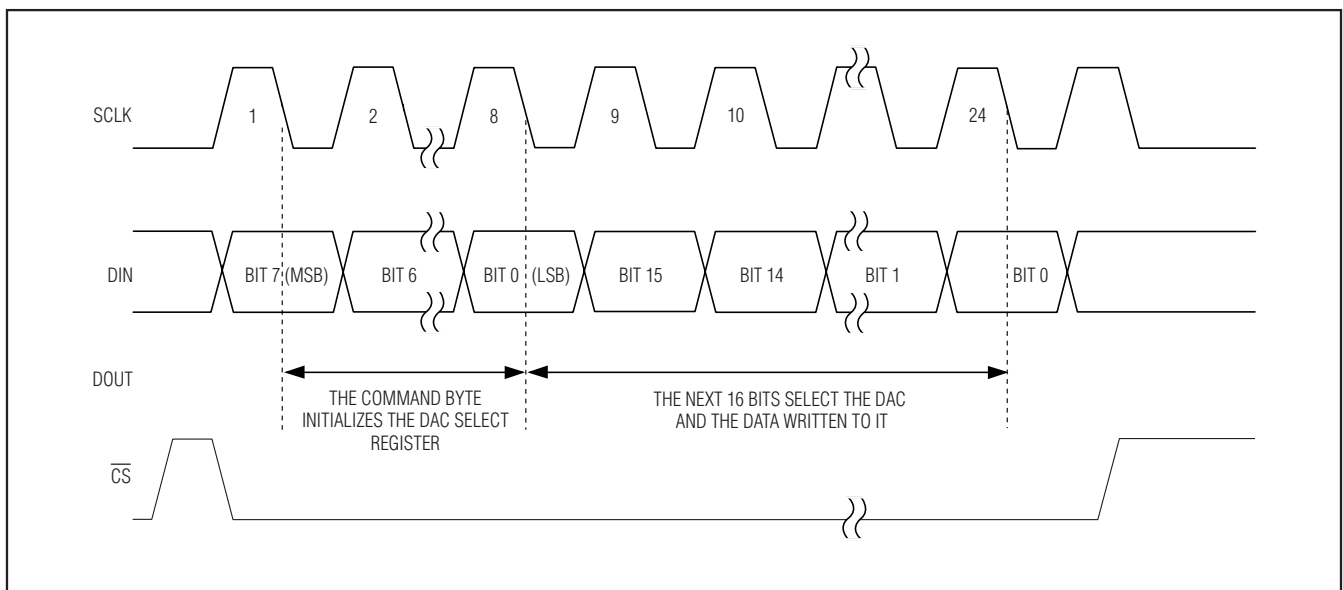 SCLK 1 2 8 9 10 24
DIN BIT 7 (MSB) BIT 6 BIT 0 (LSB) BIT 15 BIT 14 BIT 1 BIT 0
DOUT
THE COMMAND BYTE
INITIALIZES THE DAC SELECT
REGISTER
THE NEXT 16 BITS SELECT THE DAC
AND THE DATA WRITTEN TO IT
CS